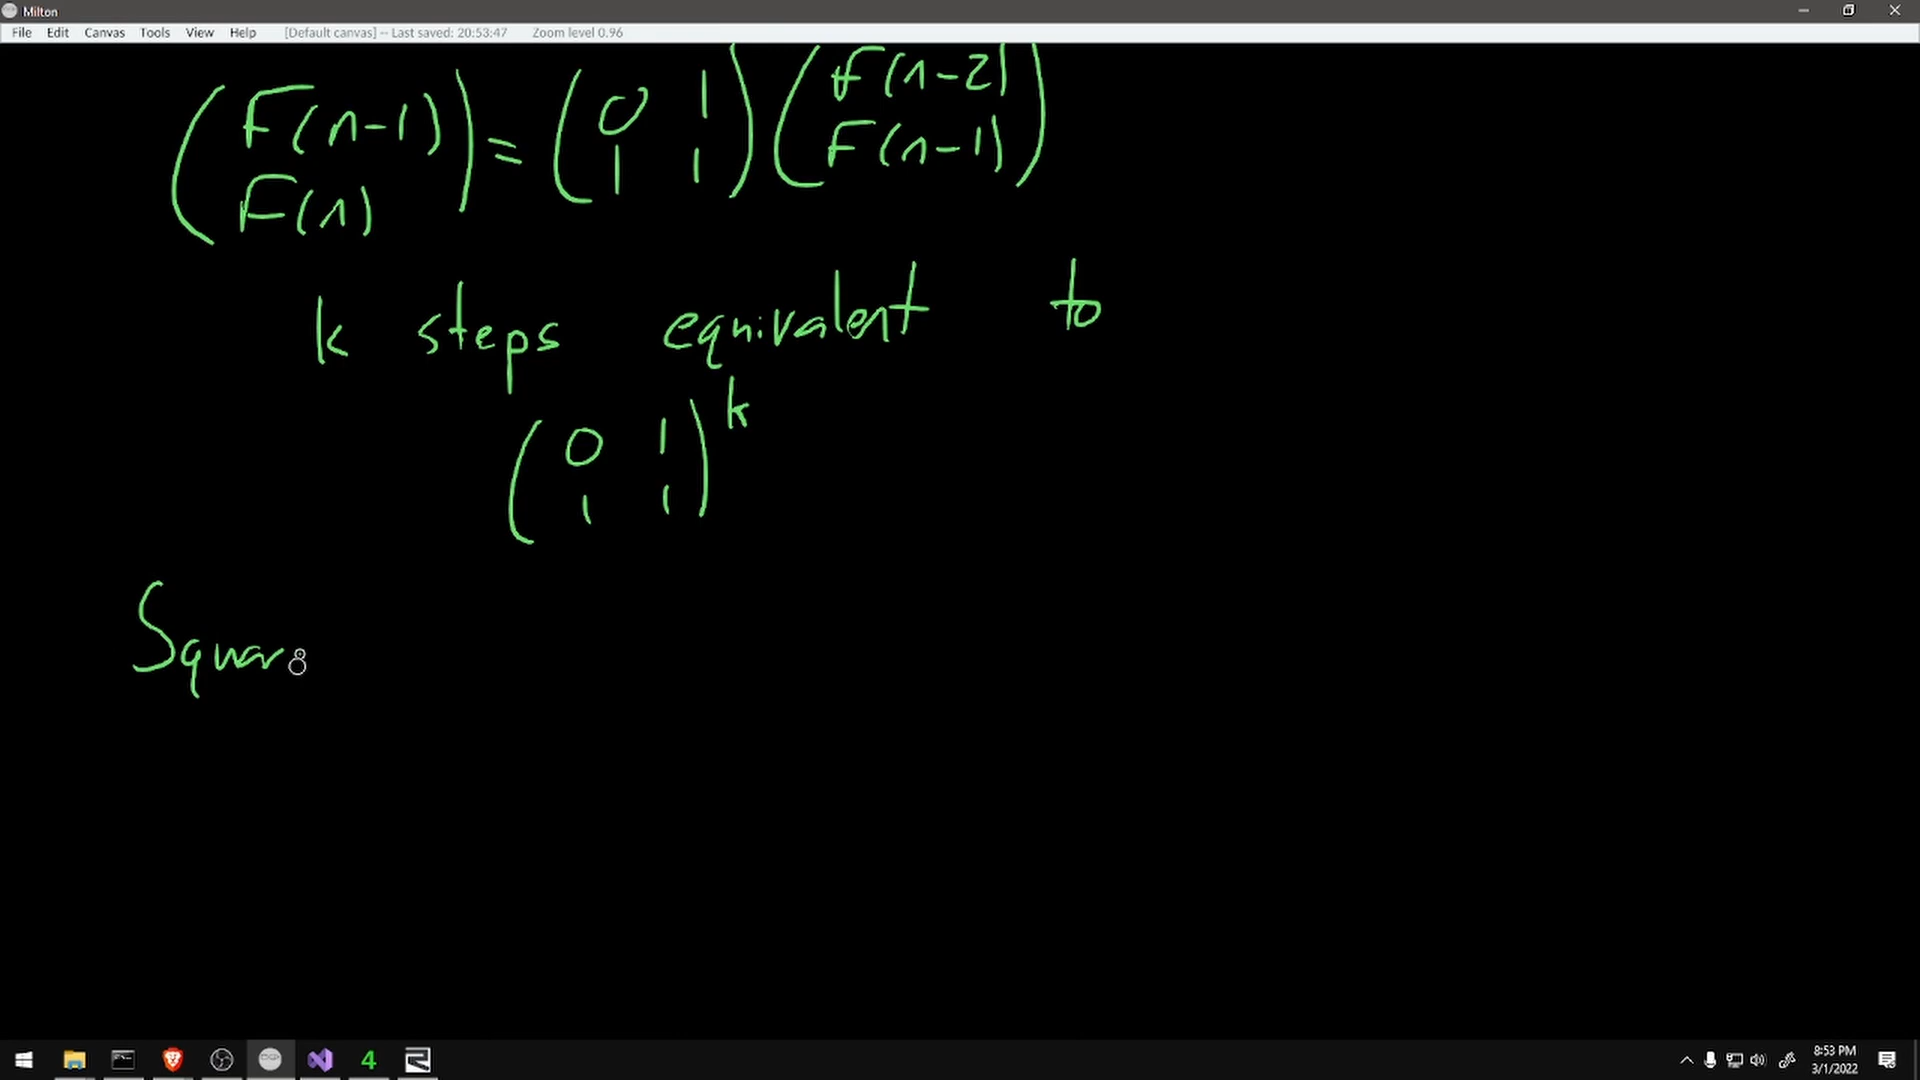 Milton
File Edit Canvas Tools View Help [Default canvas] -- Last saved: 20:53:47 Zoom level 0.96
( F(n-1) F(n) ) = ( 0 1 1 1 ) ( F(n-2) F(n-1) )
k steps equivalent to
( 0 1 1 1 )^k
Squar
8:53 PM
3/1/2022